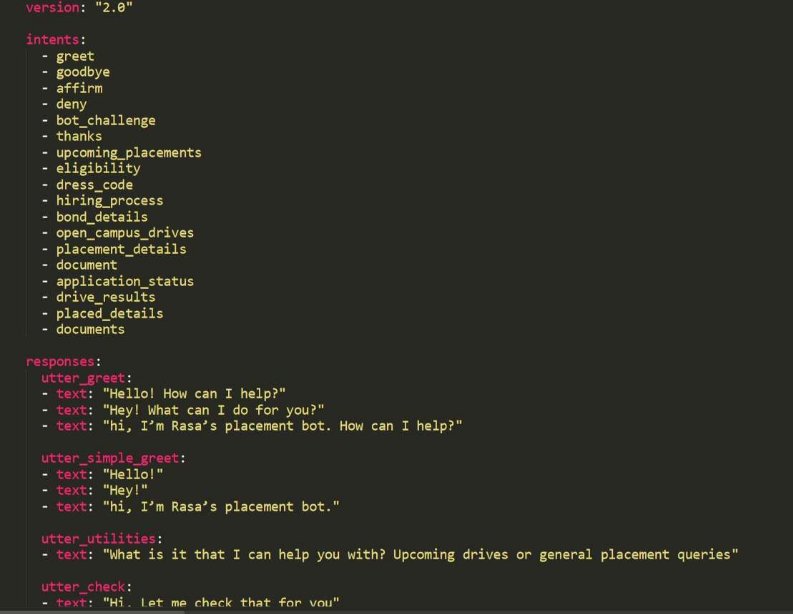 version: "2.0"
intents:
- greet
- goodbye
- affirm
- deny
- bot_challenge
- thanks
- upcoming_placements
- eligibility
- dress_code
- hiring_process
- bond_details
- open_campus_drives
- placement_details
- document
- application_status
- drive_results
- placed_details
- documents
responses:
utter_greet:
- text: "Hello! How can I help?"
- text: "Hey! What can I do for you?"
- text: "hi, I’m Rasa’s placement bot. How can I help?"
utter_simple_greet:
- text: "Hello!"
- text: "Hey!"
- text: "hi, I’m Rasa’s placement bot."
utter_utilities:
- text: "What is it that I can help you with? Upcoming drives or general placement queries"
utter_check:
- text: "Hi. Let me check that for you"